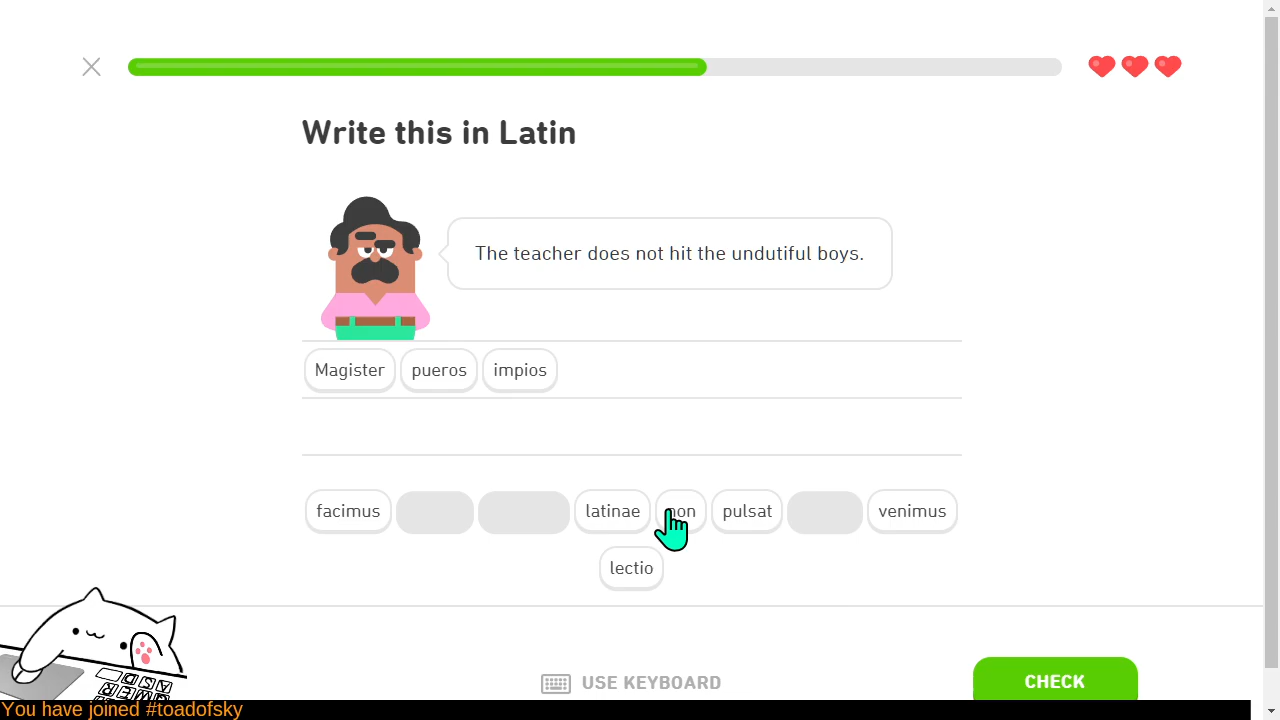 Write this in Latin
The teacher does not hit the undutiful boys.
Magister pueros impios
facimus latinae non pulsat venimus
lectio
USE KEYBOARD CHECK
You have joined #toadofsky